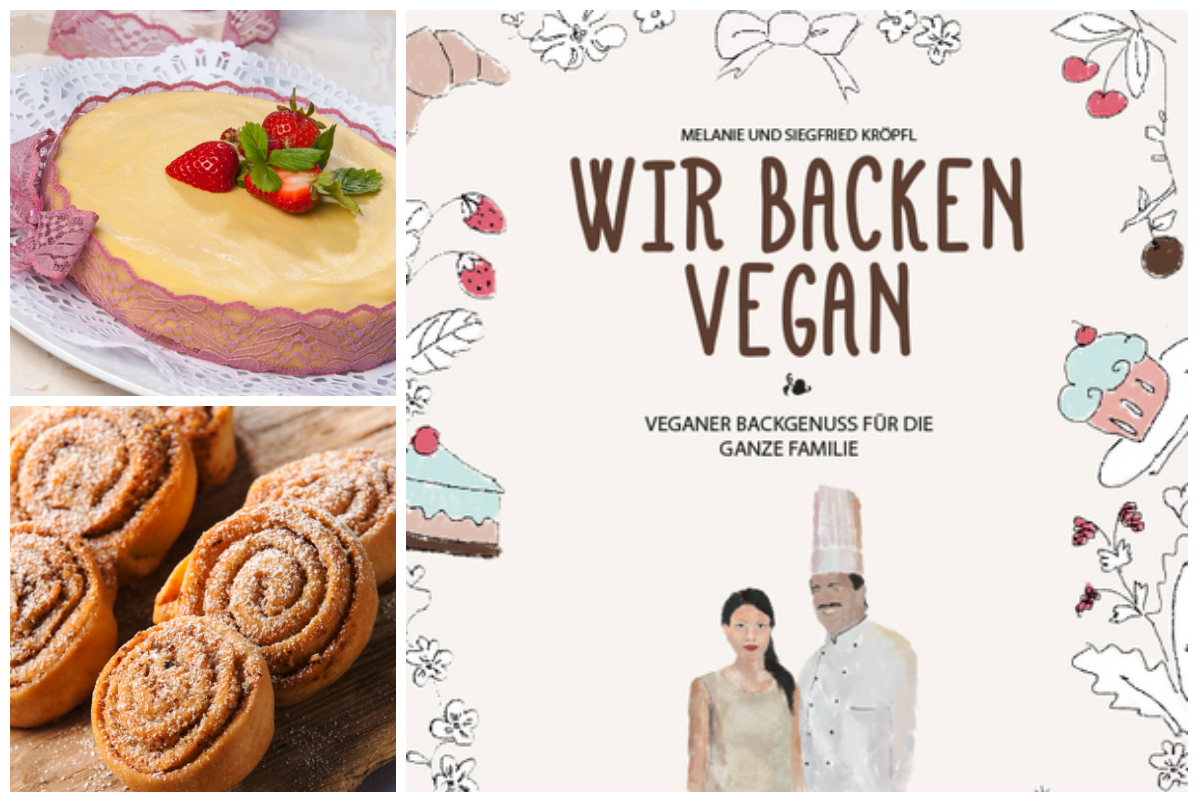 MELANIE UND SIEGFRIED KRÖPFL
WIR BACKEN
VEGAN
VEGANER BACKGENUSS FÜR DIE
GANZE FAMILIE